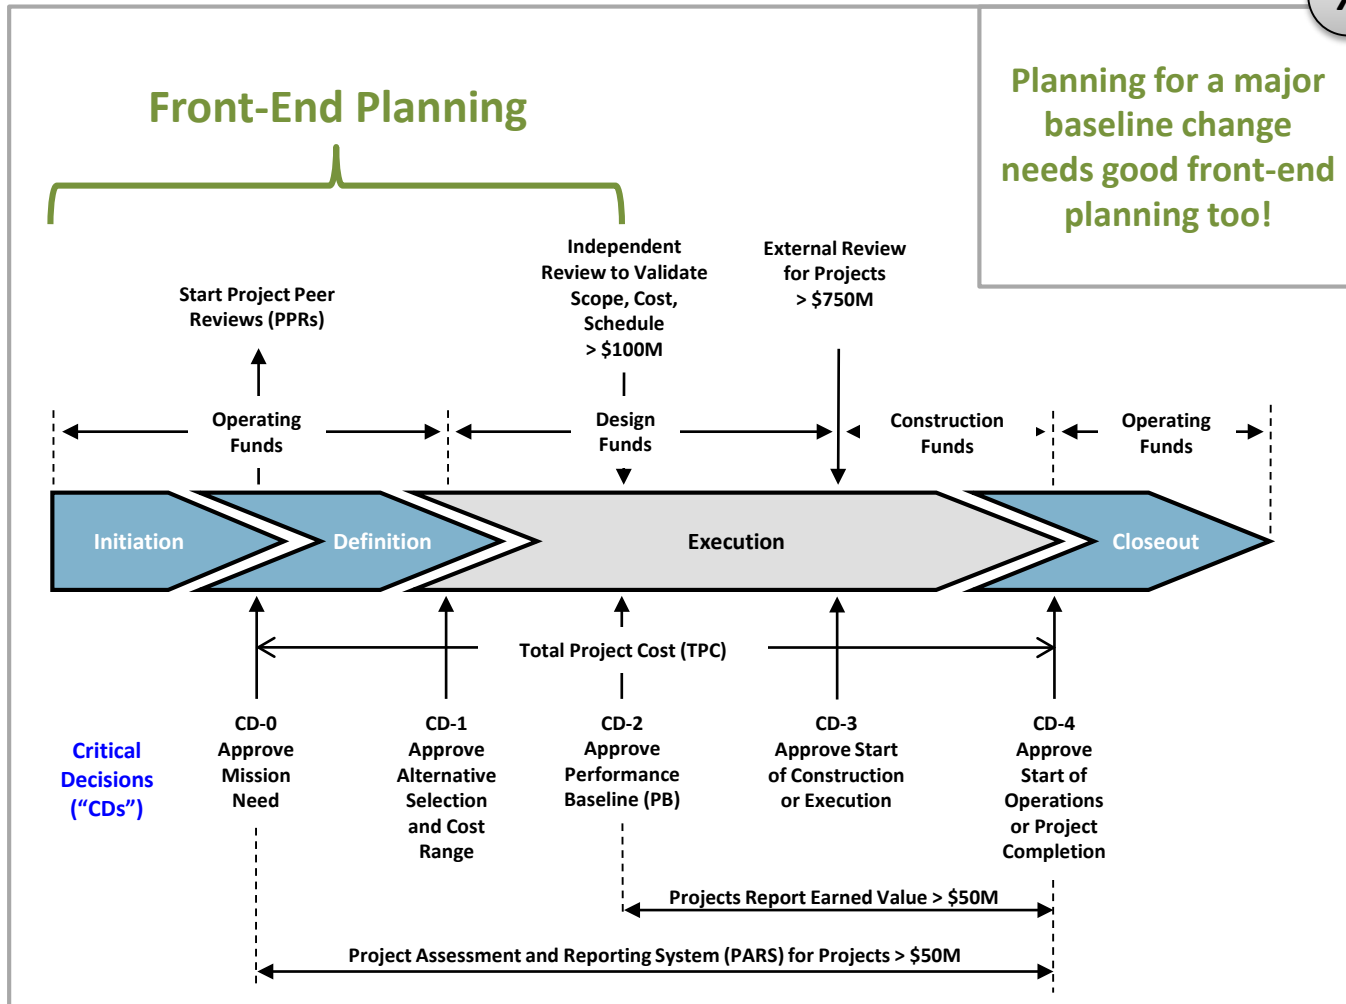 Front-End Planning
Planning for a major
baseline change
needs good front-end
planning too!
Start Project Peer
Reviews (PPRs)
Independent
Review to Validate
Scope, Cost,
Schedule
> $100M
External Review
for Projects
> $750M
Operating
Funds
Design
Funds
Construction
Funds
Operating
Funds
Initiation
Definition
Execution
Closeout
Total Project Cost (TPC)
Critical
Decisions
(“CDs”)
CD-0
Approve
Mission
Need
CD-1
Approve
Alternative
Selection
and Cost
Range
CD-2
Approve
Performance
Baseline (PB)
CD-3
Approve Start
of Construction
or Execution
CD-4
Approve
Start of
Operations
or Project
Completion
Projects Report Earned Value > $50M
Project Assessment and Reporting System (PARS) for Projects > $50M